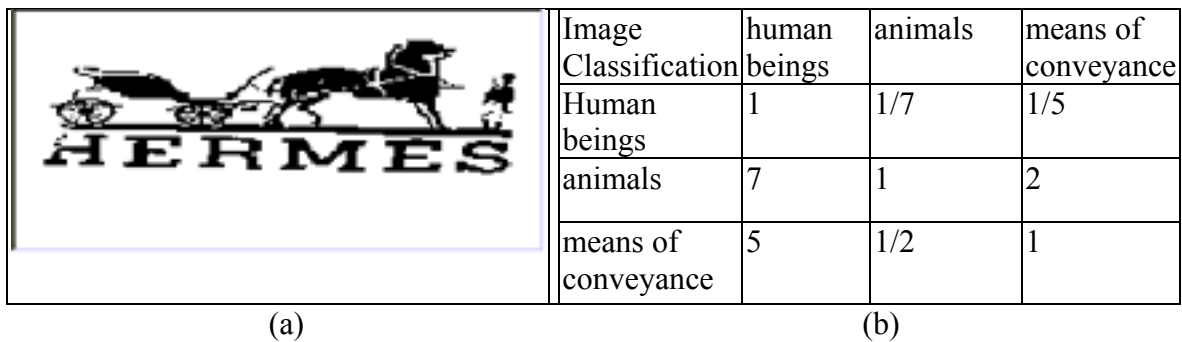 HERMES
Image Classification human beings animals means of conveyance
Human beings 1 1/7 1/5
animals 7 1 2
means of conveyance 5 1/2 1
(a) (b)